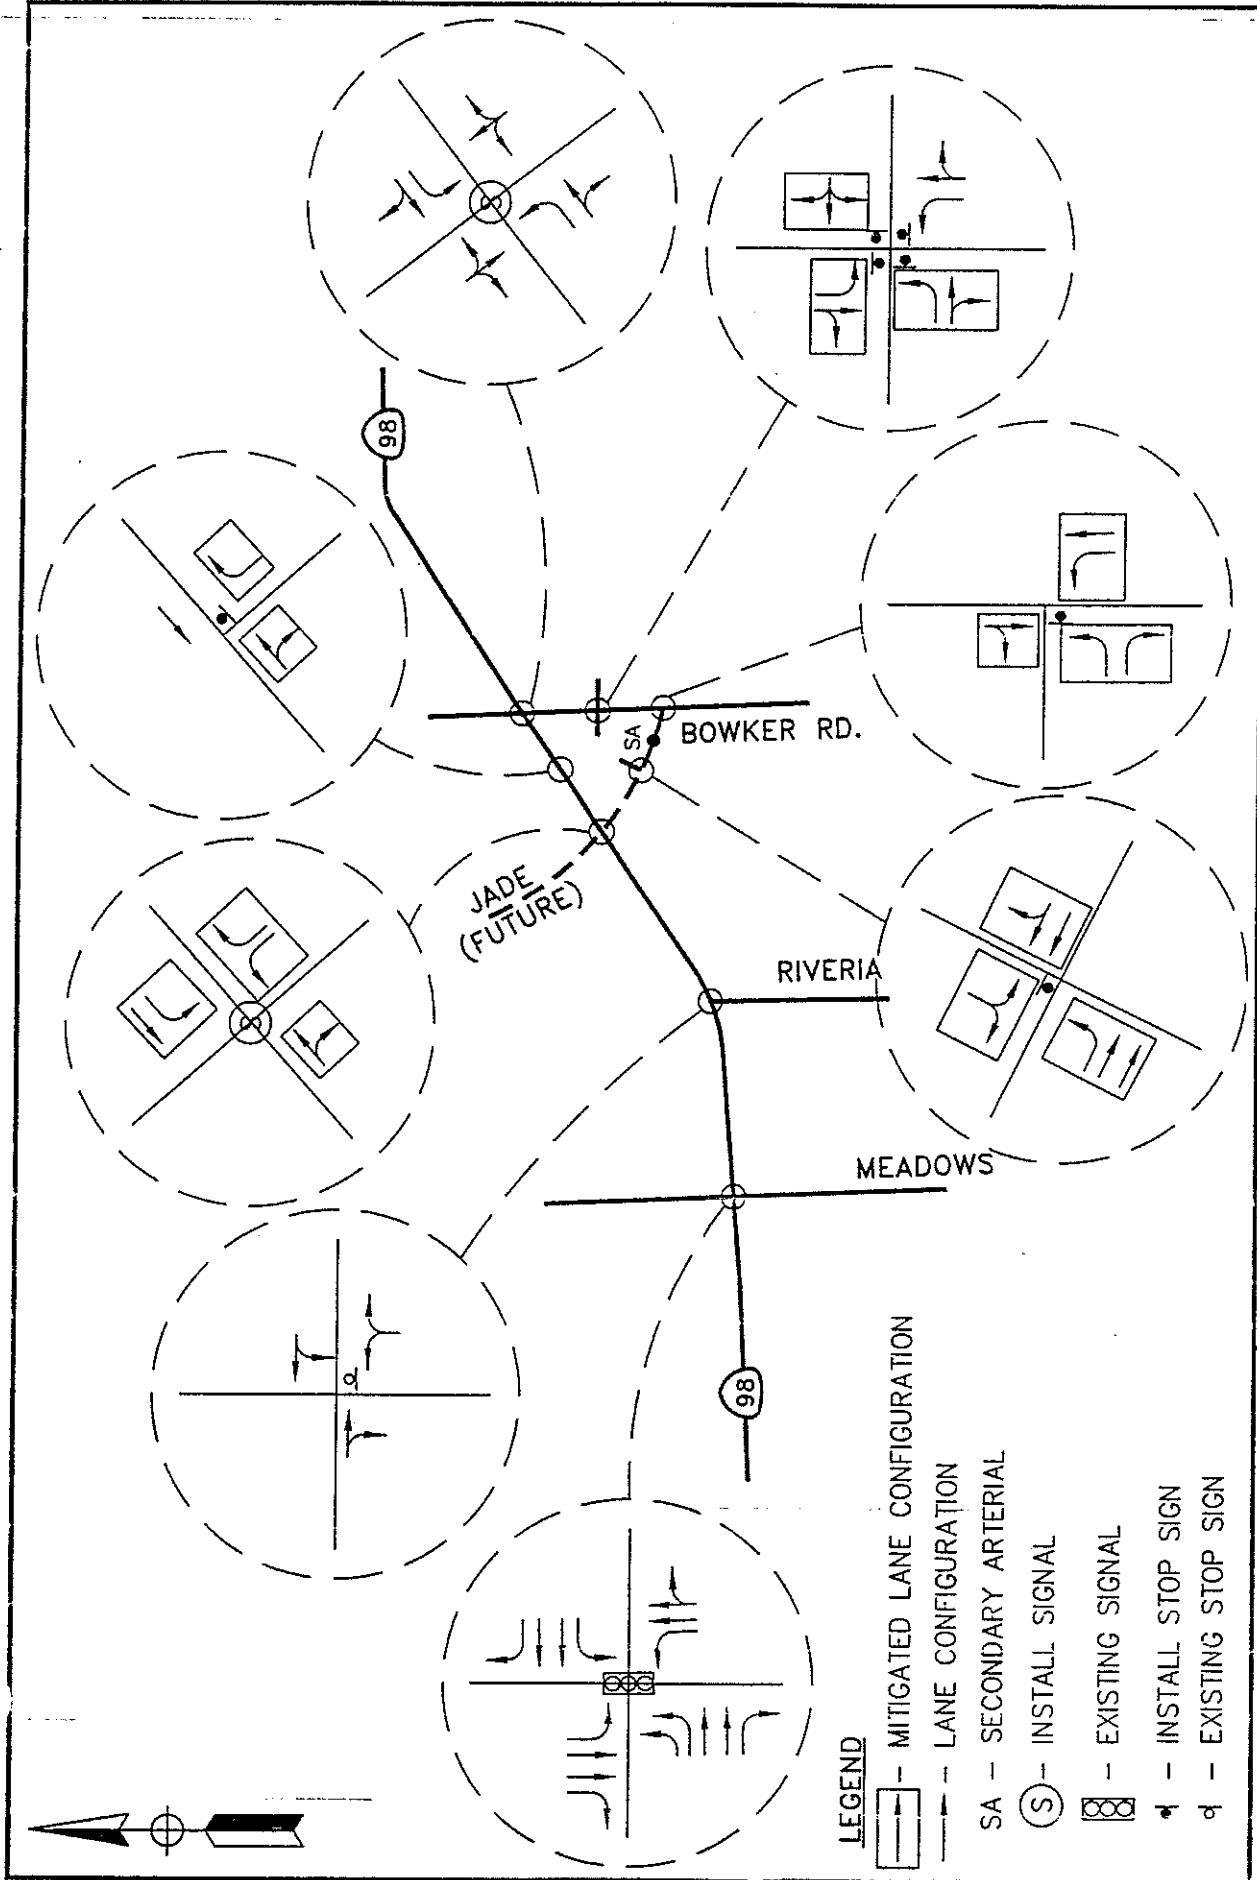 98
SA
BOWKER RD.
JADE
(FUTURE)
RIVERIA
MEADOWS
98
LEGEND
– MITIGATED LANE CONFIGURATION
– LANE CONFIGURATION
SA – SECONDARY ARTERIAL
S – INSTALL SIGNAL
– EXISTING SIGNAL
– INSTALL STOP SIGN
– EXISTING STOP SIGN